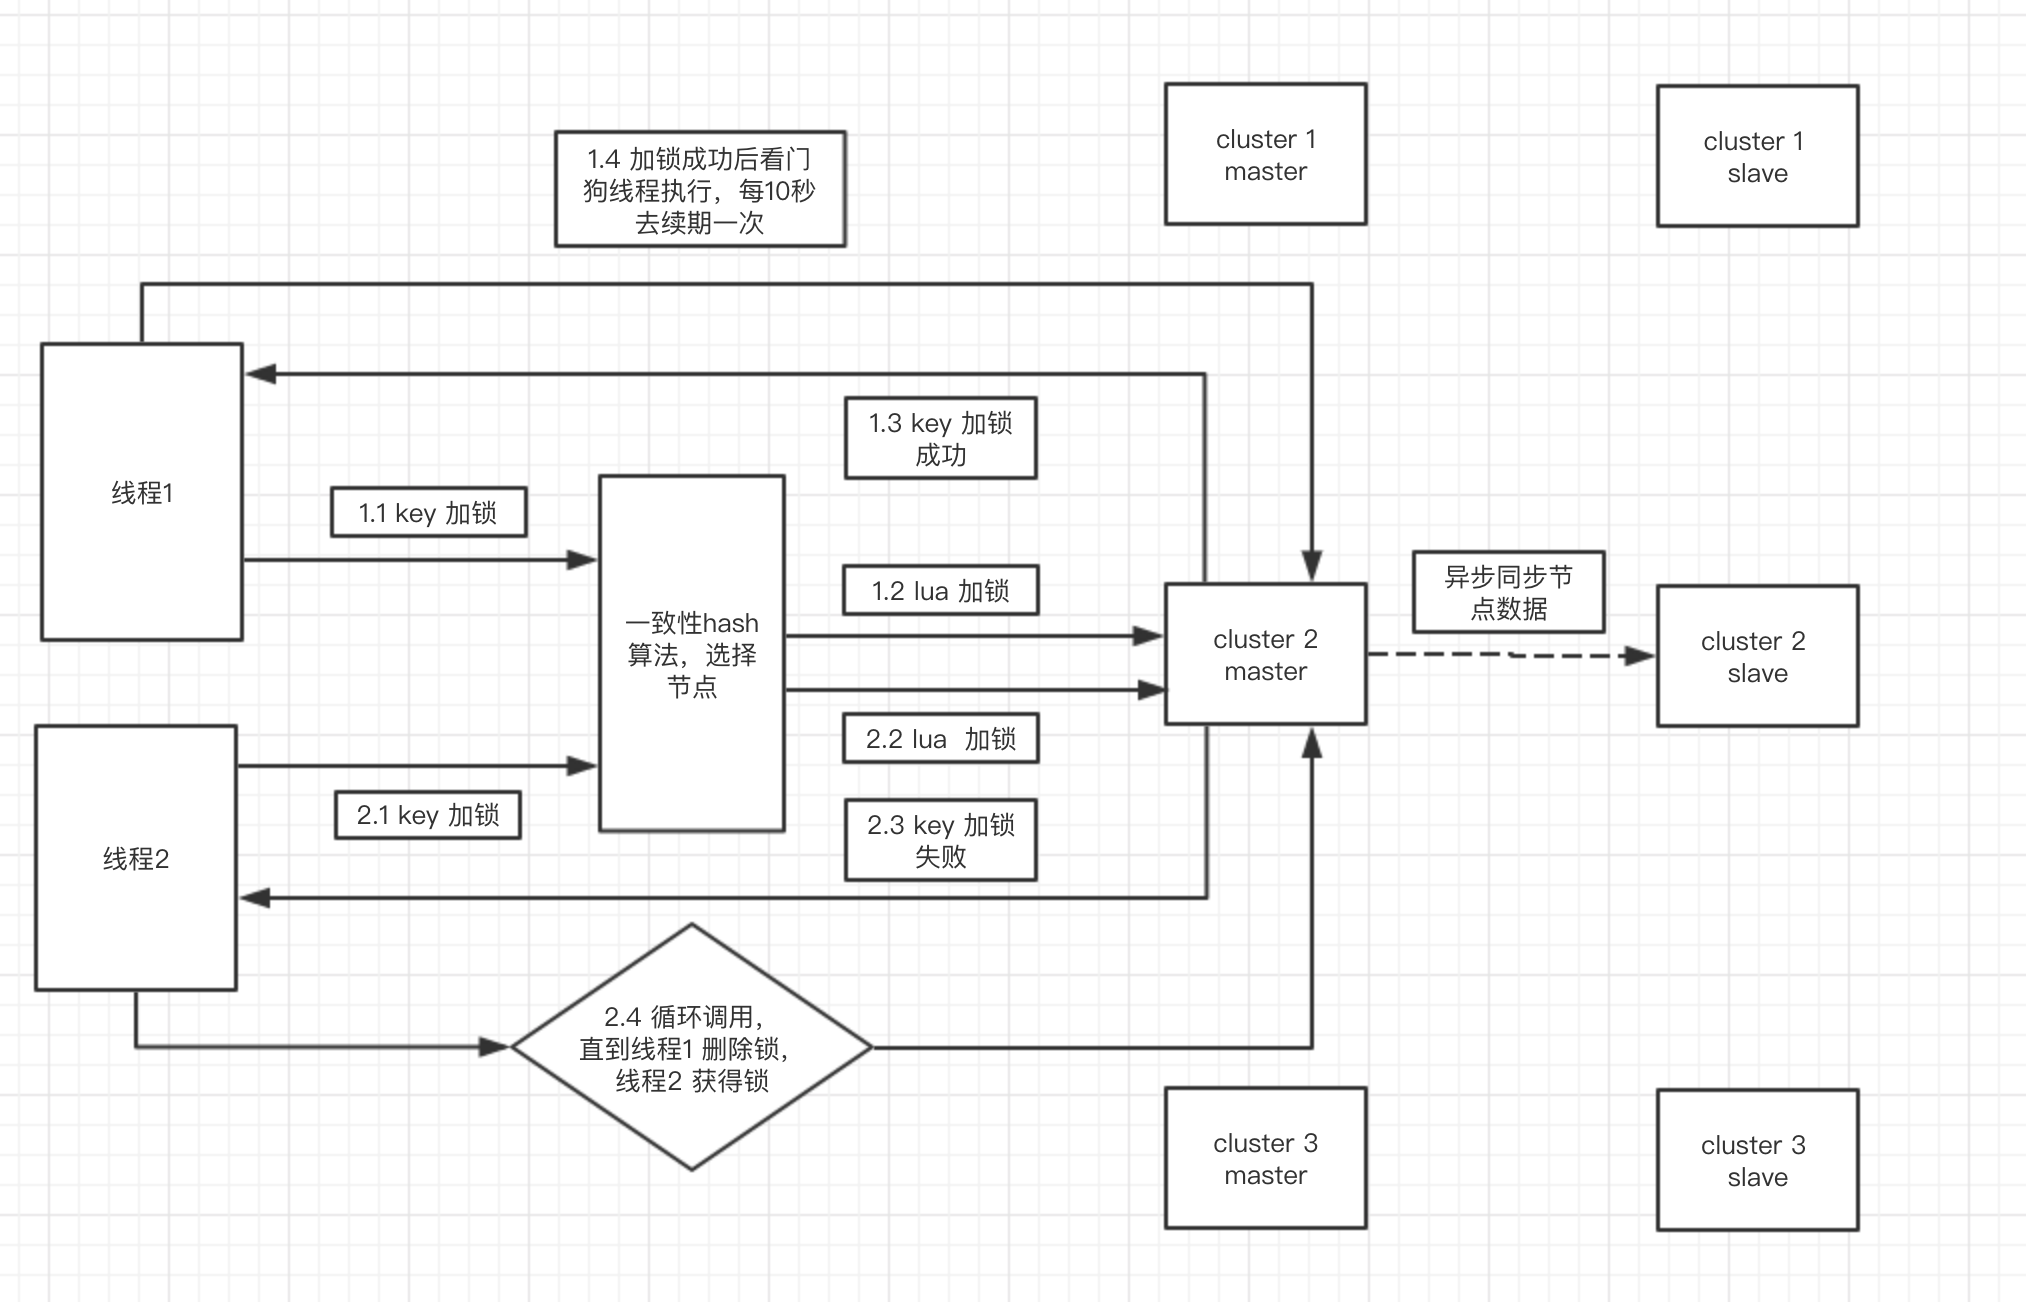 cluster 1
master
cluster 1
slave
1.4 加锁成功后看门
狗线程执行，每10秒
去续期一次
线程1
1.1 key 加锁
1.3 key 加锁
成功
1.2 lua 加锁
一致性hash
算法，选择
节点
cluster 2
master
异步同步节
点数据
cluster 2
slave
2.2 lua  加锁
2.1 key 加锁
2.3 key 加锁
失败
线程2
2.4 循环调用，
直到线程1 删除锁，
线程2 获得锁
cluster 3
master
cluster 3
slave